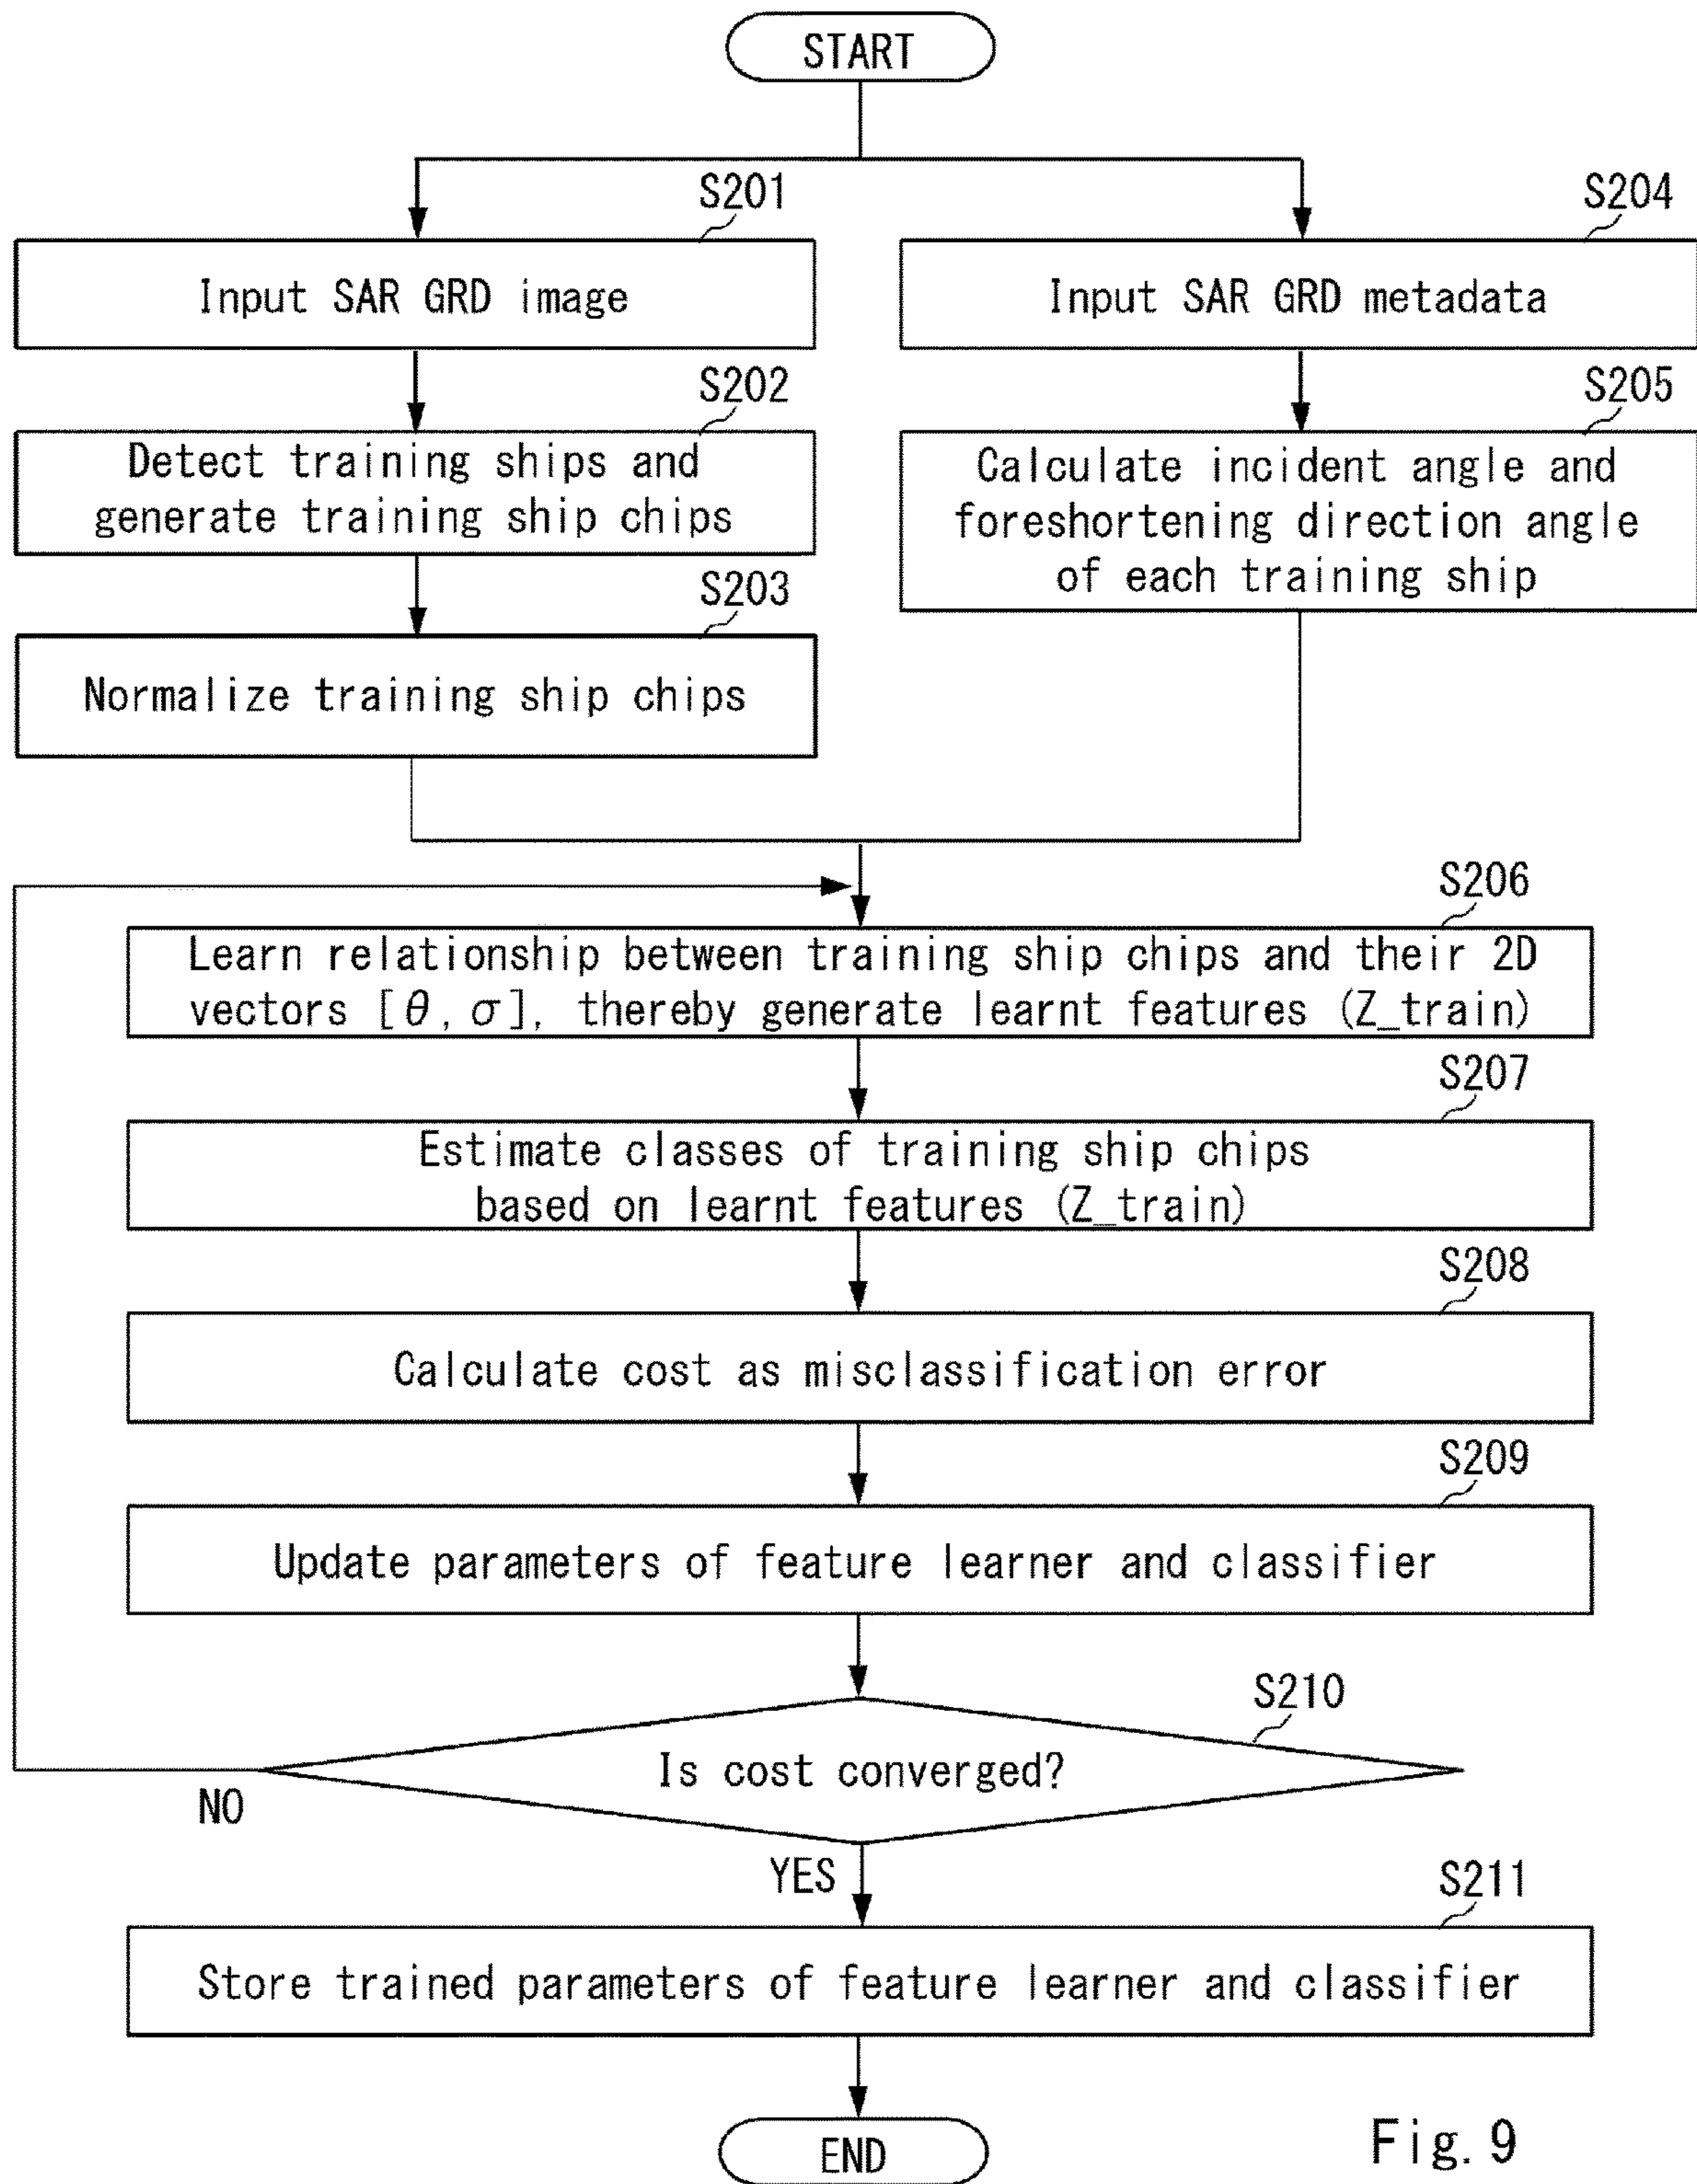 START
S201
Input SAR GRD image
S202
Detect training ships and
generate training ship chips
S203
Normalize training ship chips
S204
Input SAR GRD metadata
S205
Calculate incident angle and
foreshortening direction angle
of each training ship
S206
Learn relationship between training ship chips and their 2D
vectors [θ, σ], thereby generate learnt features (Z_train)
S207
Estimate classes of training ship chips
based on learnt features (Z_train)
S208
Calculate cost as misclassification error
S209
Update parameters of feature learner and classifier
S210
Is cost converged?
NO
YES
S211
Store trained parameters of feature learner and classifier
END
Fig. 9